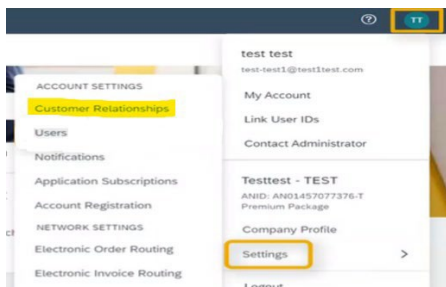 TT
test test
test-test1@test1test.com
My Account
Link User IDs
Contact Administrator
Testtest - TEST
ANID: AN01457077376-T
Premium Package
Company Profile
Settings >
Logout
ACCOUNT SETTINGS
Customer Relationships
Users
Notifications
Application Subscriptions
Account Registration
NETWORK SETTINGS
Electronic Order Routing
Electronic Invoice Routing